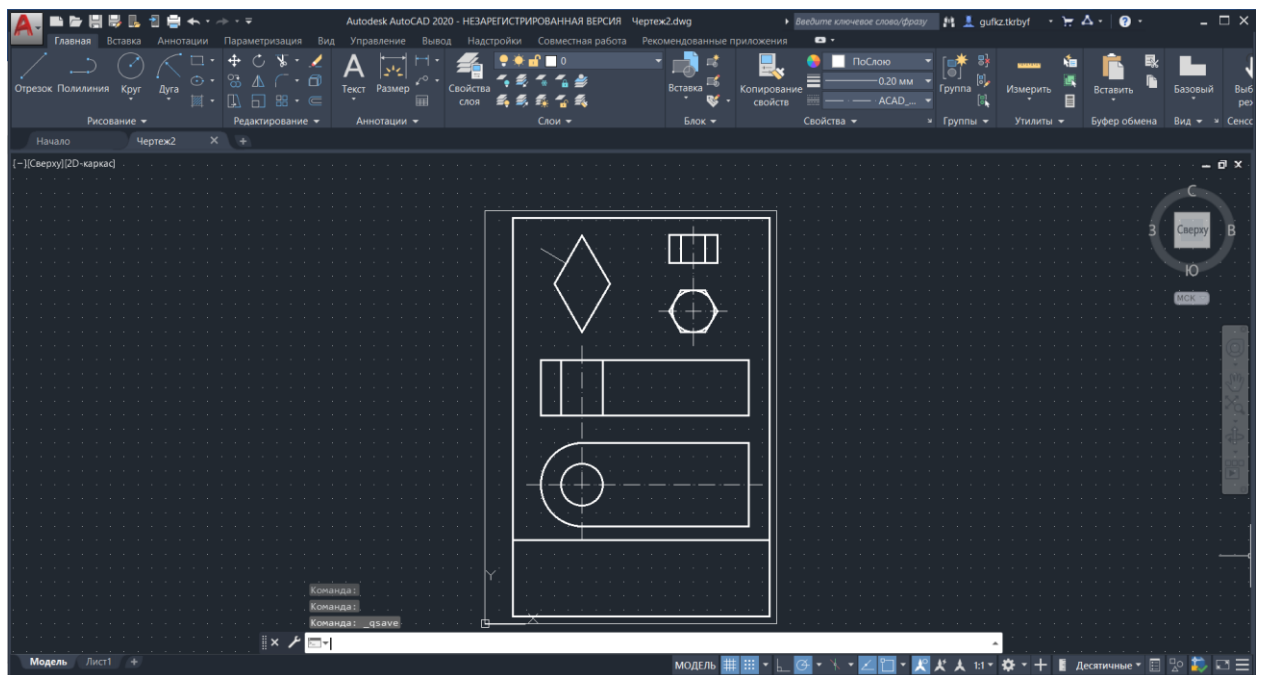 Autodesk AutoCAD 2020 - НЕЗАРЕГИСТРИРОВАННАЯ ВЕРСИЯ Чертеж2.dwg Введите ключевое слово/фразу gufkz.tkrbyf
Главная Вставка Аннотации Параметризация Вид Управление Вывод Надстройки Совместная работа Рекомендованные приложения
Отрезок Полилиния Круг Дуга
Текст Размер
Свойства слоя
0
Вставка
Копирование свойств
ПоСлою
0.20 мм
ACAD_...
Группа
Измерить
Вставить
Базовый
Рисование Редактирование Аннотации Слои Блок Свойства Группы Утилиты Буфер обмена Вид
Начало Чертеж2
[−][Сверху][2D-каркас]
С
З Сверху В
Ю
МСК
Y
X
Команда:
Команда:
Команда: _qsave
Модель Лист1 МОДЕЛЬ 1:1 Десятичные